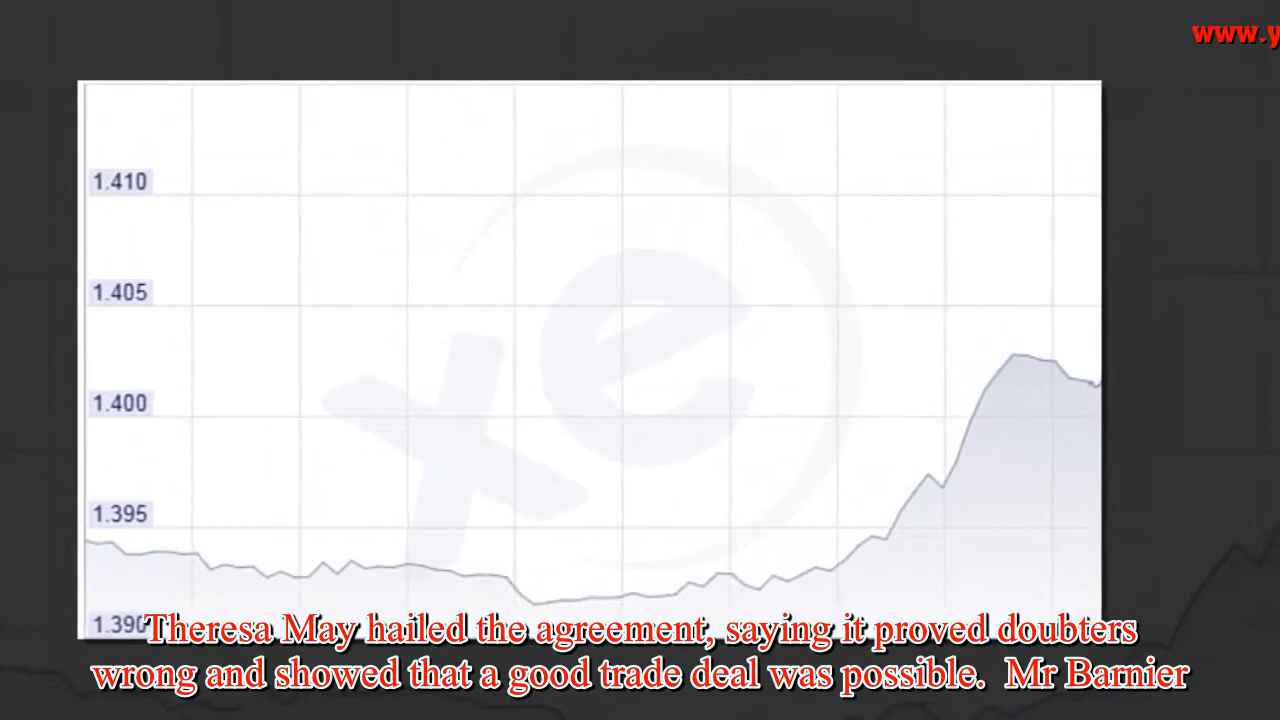 www.y
1.410
1.405
xe
1.400
1.395
1.390
Theresa May hailed the agreement, saying it proved doubters
wrong and showed that a good trade deal was possible. Mr Barnier